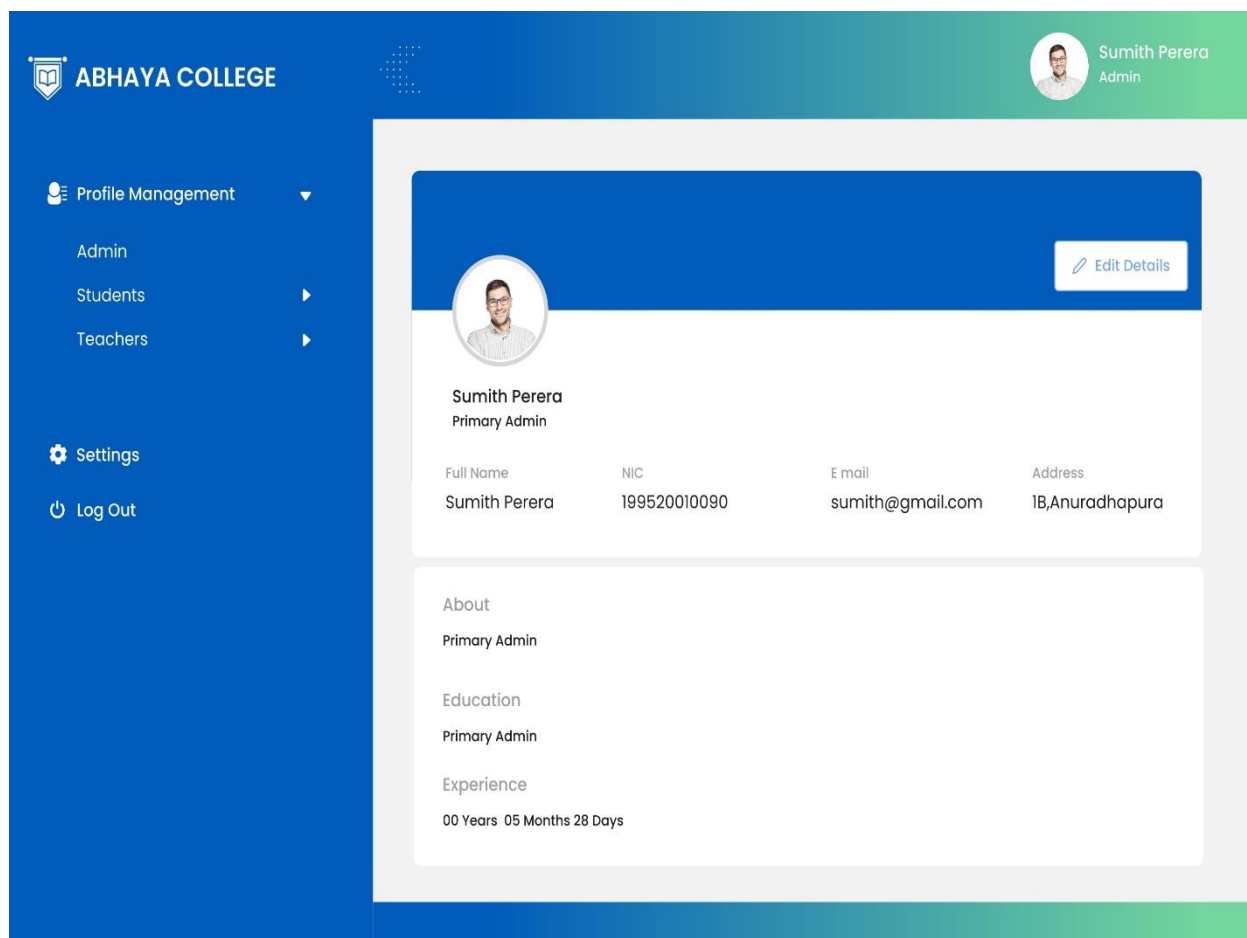 ABHAYA COLLEGE
Sumith Perera
Admin
Profile Management
Admin
Students
Teachers
Settings
Log Out
Edit Details
Sumith Perera
Primary Admin
Full Name NIC E mail Address
Sumith Perera 199520010090 sumith@gmail.com 1B,Anuradhapura
About
Primary Admin
Education
Primary Admin
Experience
00 Years 05 Months 28 Days